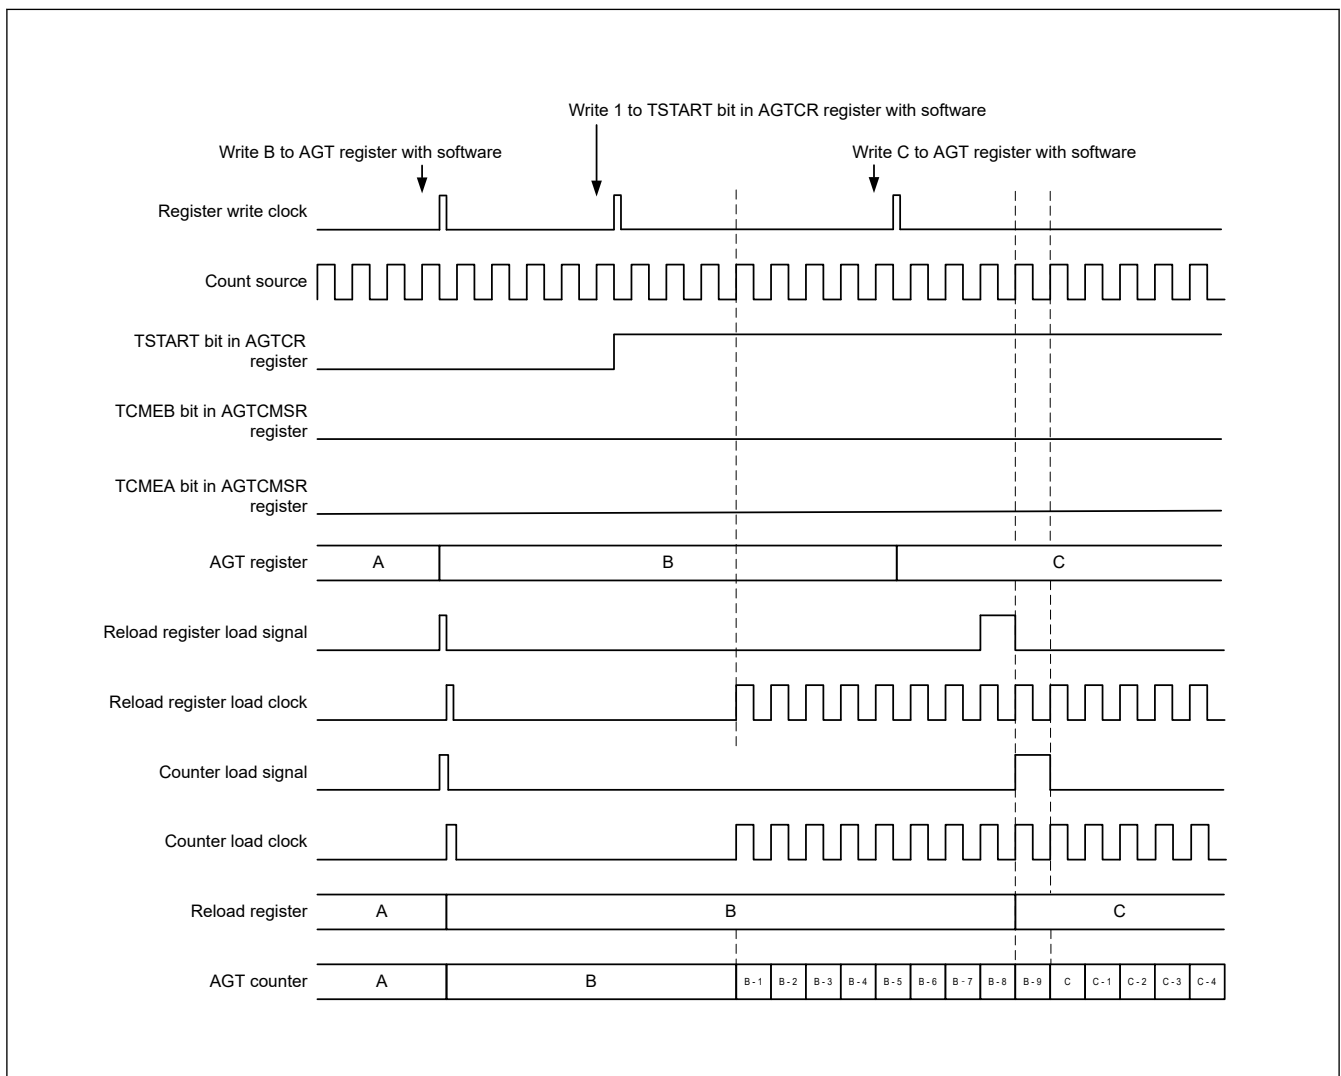 Write 1 to TSTART bit in AGTCR register with software
Write B to AGT register with software
Write C to AGT register with software
Register write clock
Count source
TSTART bit in AGTCR
register
TCMEB bit in AGTCMSR
register
TCMEA bit in AGTCMSR
register
AGT register
A
B
C
Reload register load signal
Reload register load clock
Counter load signal
Counter load clock
Reload register
A
B
C
AGT counter
A
B
B - 1
B - 2
B - 3
B - 4
B - 5
B - 6
B - 7
B - 8
B - 9
C
C - 1
C - 2
C - 3
C - 4